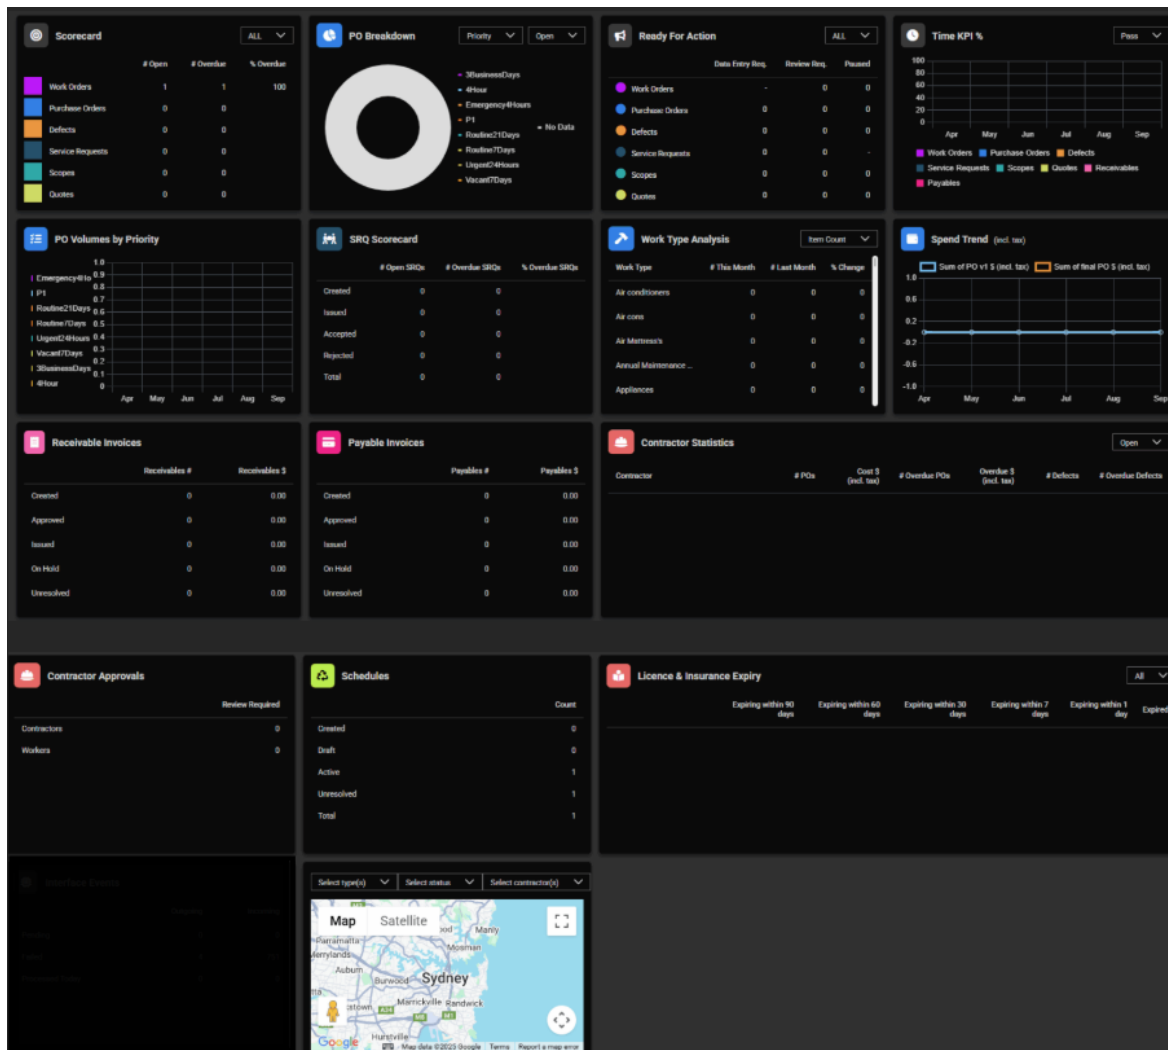 Scorecard
ALL
# Open # Overdue % Overdue
Work Orders 1 1 100
Purchase Orders 0 0
Defects 0 0
Service Requests 0 0
Scopes 0 0
Quotes 0 0
PO Breakdown
Priority Open
3BusinessDays
4Hour
Emergency4Hours
P1
Routine21Days
Routine7Days
Urgent24Hours
Vacant7Days
No Data
Ready For Action
ALL
Data Entry Req. Review Req. Paused
Work Orders - 0 0
Purchase Orders 0 0 0
Defects 0 0 0
Service Requests 0 0 -
Scopes 0 0 0
Quotes 0 0 0
Time KPI %
Pass
100
80
60
40
20
0
Apr May Jun Jul Aug Sep
Work Orders Purchase Orders Defects
Service Requests Scopes Quotes Receivables
Payables
PO Volumes by Priority
Emergency4Ho
P1
Routine21Days
Routine7Days
Urgent24Hours
Vacant7Days
3BusinessDays
4Hour
1.0
0.9
0.8
0.7
0.6
0.5
0.4
0.3
0.2
0.1
0
Apr May Jun Jul Aug Sep
SRQ Scorecard
# Open SRQs # Overdue SRQs % Overdue SRQs
Created 0 0
Issued 0 0
Accepted 0 0
Rejected 0 0
Total 0 0
Work Type Analysis
Item Count
Work Type # This Month # Last Month % Change
Air conditioners 0 0 0
Air cons 0 0 0
Air Mattress's 0 0 0
Annual Maintenance ... 0 0 0
Appliances 0 0 0
Spend Trend (incl. tax)
Sum of PO v1 $ (incl. tax) Sum of final PO $ (incl. tax)
1.0
0.6
0.2
-0.2
-0.6
-1.0
Apr May Jun Jul Aug Sep
Receivable Invoices
Receivables # Receivables $
Created 0 0.00
Approved 0 0.00
Issued 0 0.00
On Hold 0 0.00
Unresolved 0 0.00
Payable Invoices
Payables # Payables $
Created 0 0.00
Approved 0 0.00
Issued 0 0.00
On Hold 0 0.00
Unresolved 0 0.00
Contractor Statistics
Open
Contractor # POs Cost $ (incl. tax) # Overdue POs Overdue $ (incl. tax) # Defects # Overdue Defects
Contractor Approvals
Review Required
Contractors 0
Workers 0
Schedules
Count
Created 0
Draft 0
Active 1
Unresolved 1
Total 1
Licence & Insurance Expiry
All
Expiring within 90 days Expiring within 60 days Expiring within 30 days Expiring within 7 days Expiring within 1 day Expired
Interface Events
Select type(s) Select status Select contractor(s)
Map Satellite
Parramatta
Manly
Mosman
Merrylands
Auburn
Burwood
Sydney
Marrickville
Randwick
Hurstville
Google
Map data ©2025 Google Terms Report a map error